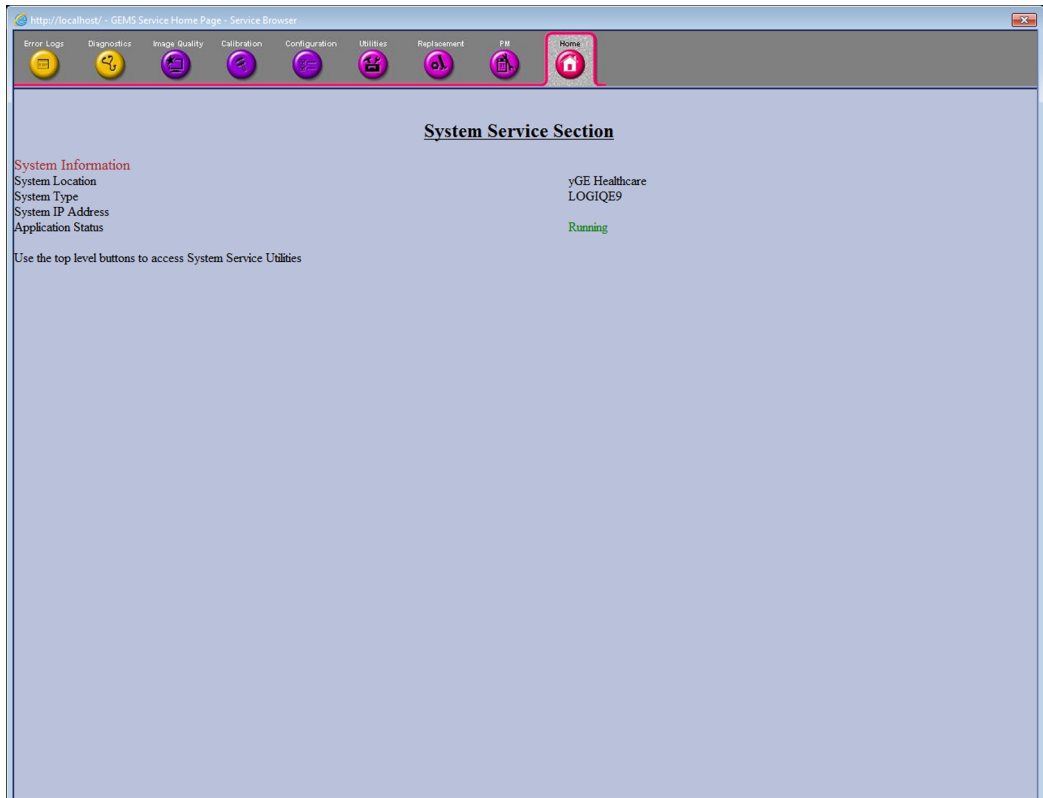 http://localhost/ - GEMS Service Home Page - Service Browser
Error Logs Diagnostics Image Quality Calibration Configuration Utilities Replacement PM Home
System Service Section
System Information
System Location yGE Healthcare
System Type LOGIQE9
System IP Address
Application Status Running
Use the top level buttons to access System Service Utilities